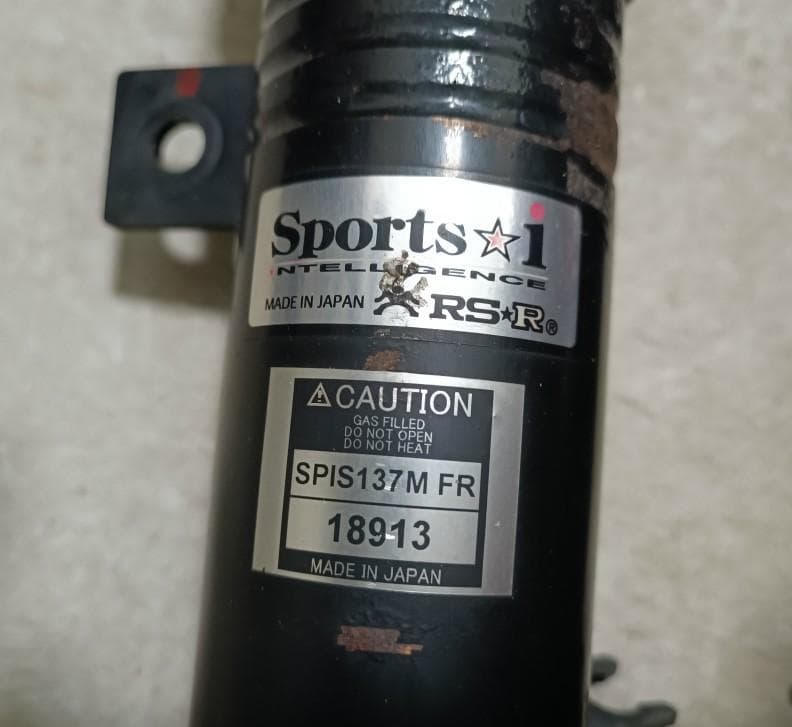 Sports☆i
INTELLIGENCE
MADE IN JAPAN RS★R®
⚠CAUTION
GAS FILLED
DO NOT OPEN
DO NOT HEAT
SPIS137M FR
18913
MADE IN JAPAN